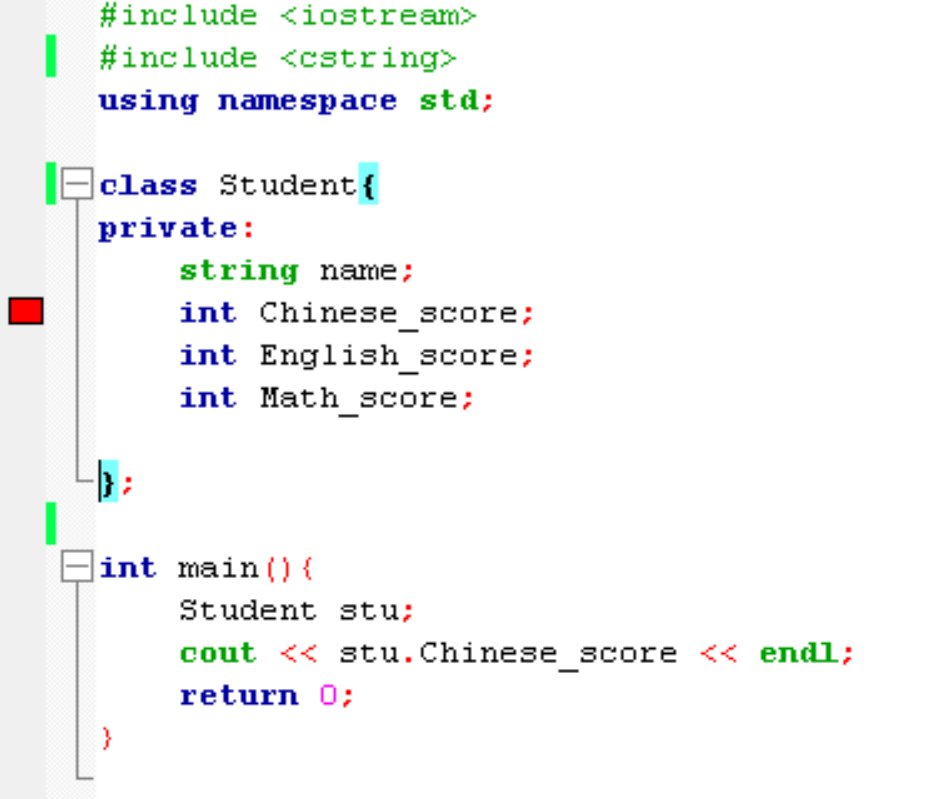 #include <iostream>
#include <cstring>
using namespace std;
class Student{
private:
string name;
int Chinese_score;
int English_score;
int Math_score;
};
int main(){
Student stu;
cout << stu.Chinese_score << endl;
return 0;
}